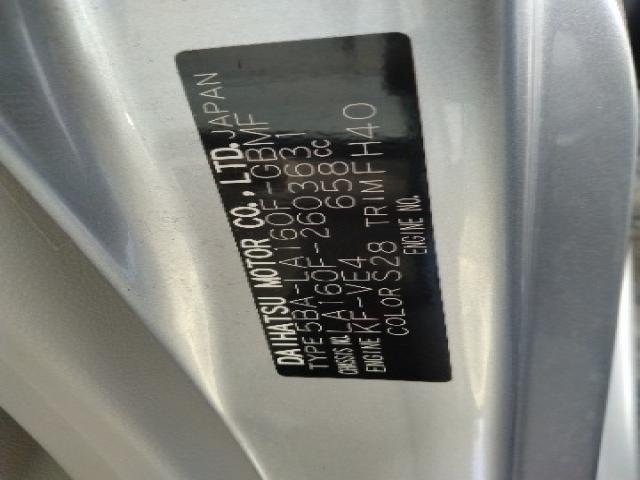 DAIHATSU MOTOR CO., LTD. JAPAN
TYPE 5BA-LA160F-GBMF
CHASSIS NO. LA160F-2603631
ENGINE KF-VE4 658cc
COLOR S28 TRIM FH40
ENGINE NO.